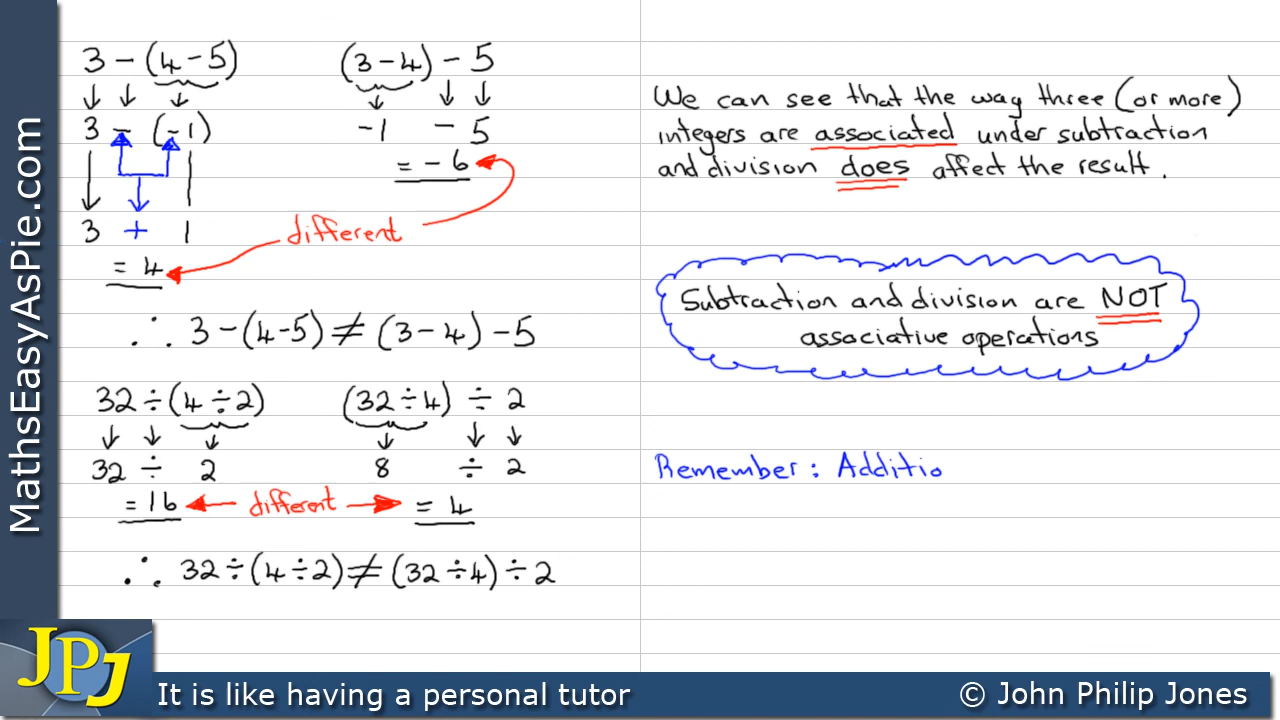 MathsEasyAsPie.com
3 - (4 - 5)
3 - (-1)
3 + 1
= 4
(3 - 4) - 5
-1 - 5
= - 6
different
∴ 3 - (4 - 5) ≠ (3 - 4) - 5
32 ÷ (4 ÷ 2)
32 ÷ 2
= 16
(32 ÷ 4) ÷ 2
8 ÷ 2
= 4
different
∴ 32 ÷ (4 ÷ 2) ≠ (32 ÷ 4) ÷ 2
We can see that the way three (or more)
integers are associated under subtraction
and division does affect the result.
Subtraction and division are NOT
associative operations
Remember: Additio
JPJ
It is like having a personal tutor
© John Philip Jones